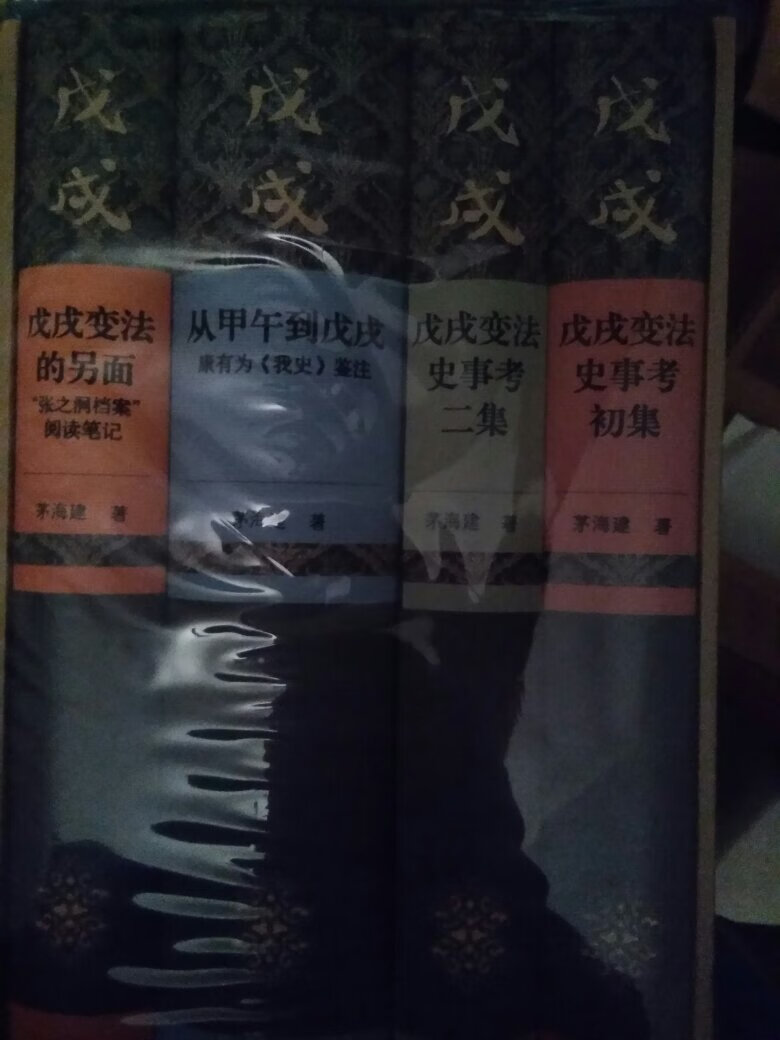 戊戌
戊戌变法
的另面
“张之洞档案”
阅读笔记
茅海建 著
戊戌
从甲午到戊戌
康有为《我史》鉴注
茅海建 著
戊戌
戊戌变法
史事考
二集
茅海建 著
戊戌
戊戌变法
史事考
初集
茅海建 著